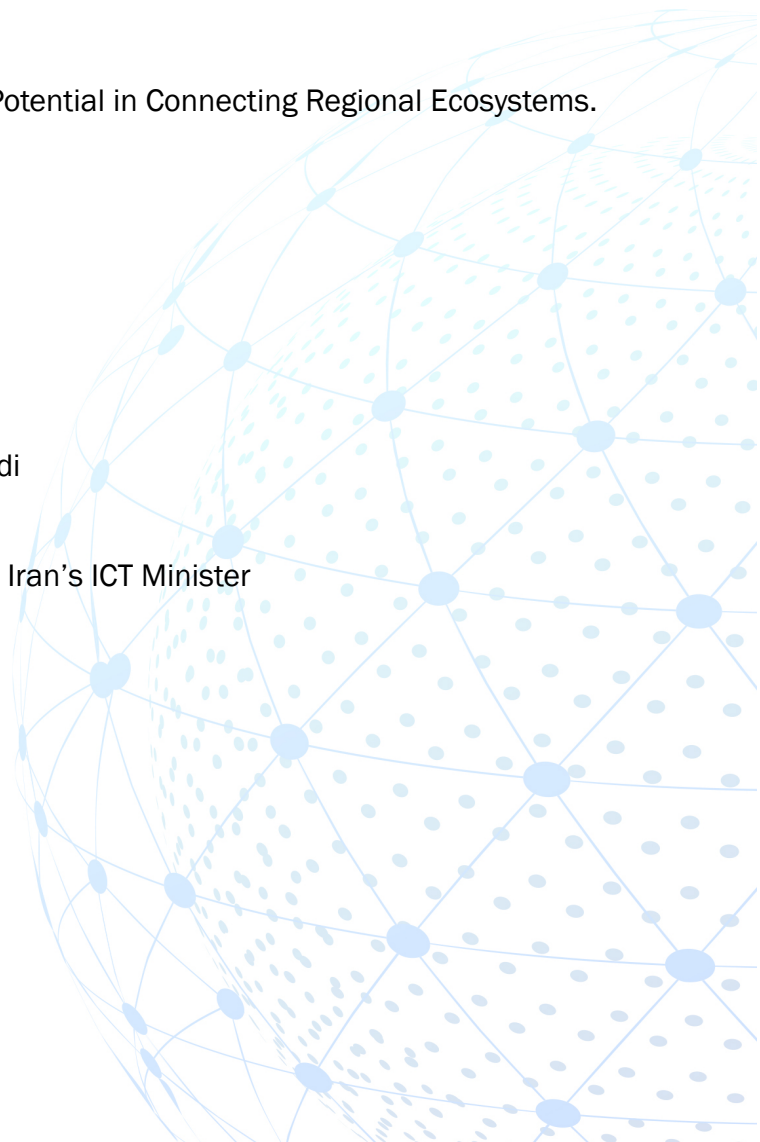 Potential in Connecting Regional Ecosystems.
di
Iran’s ICT Minister